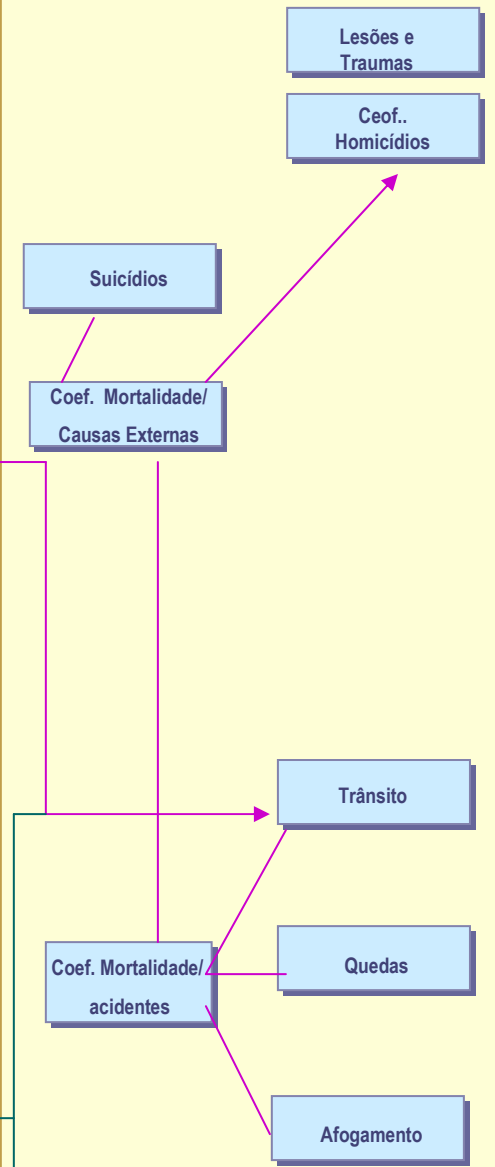 Lesões e
Traumas
Ceof..
Homicídios
Suicídios
Coef. Mortalidade/
Causas Externas
Trânsito
Coef. Mortalidade/
acidentes
Quedas
Afogamento